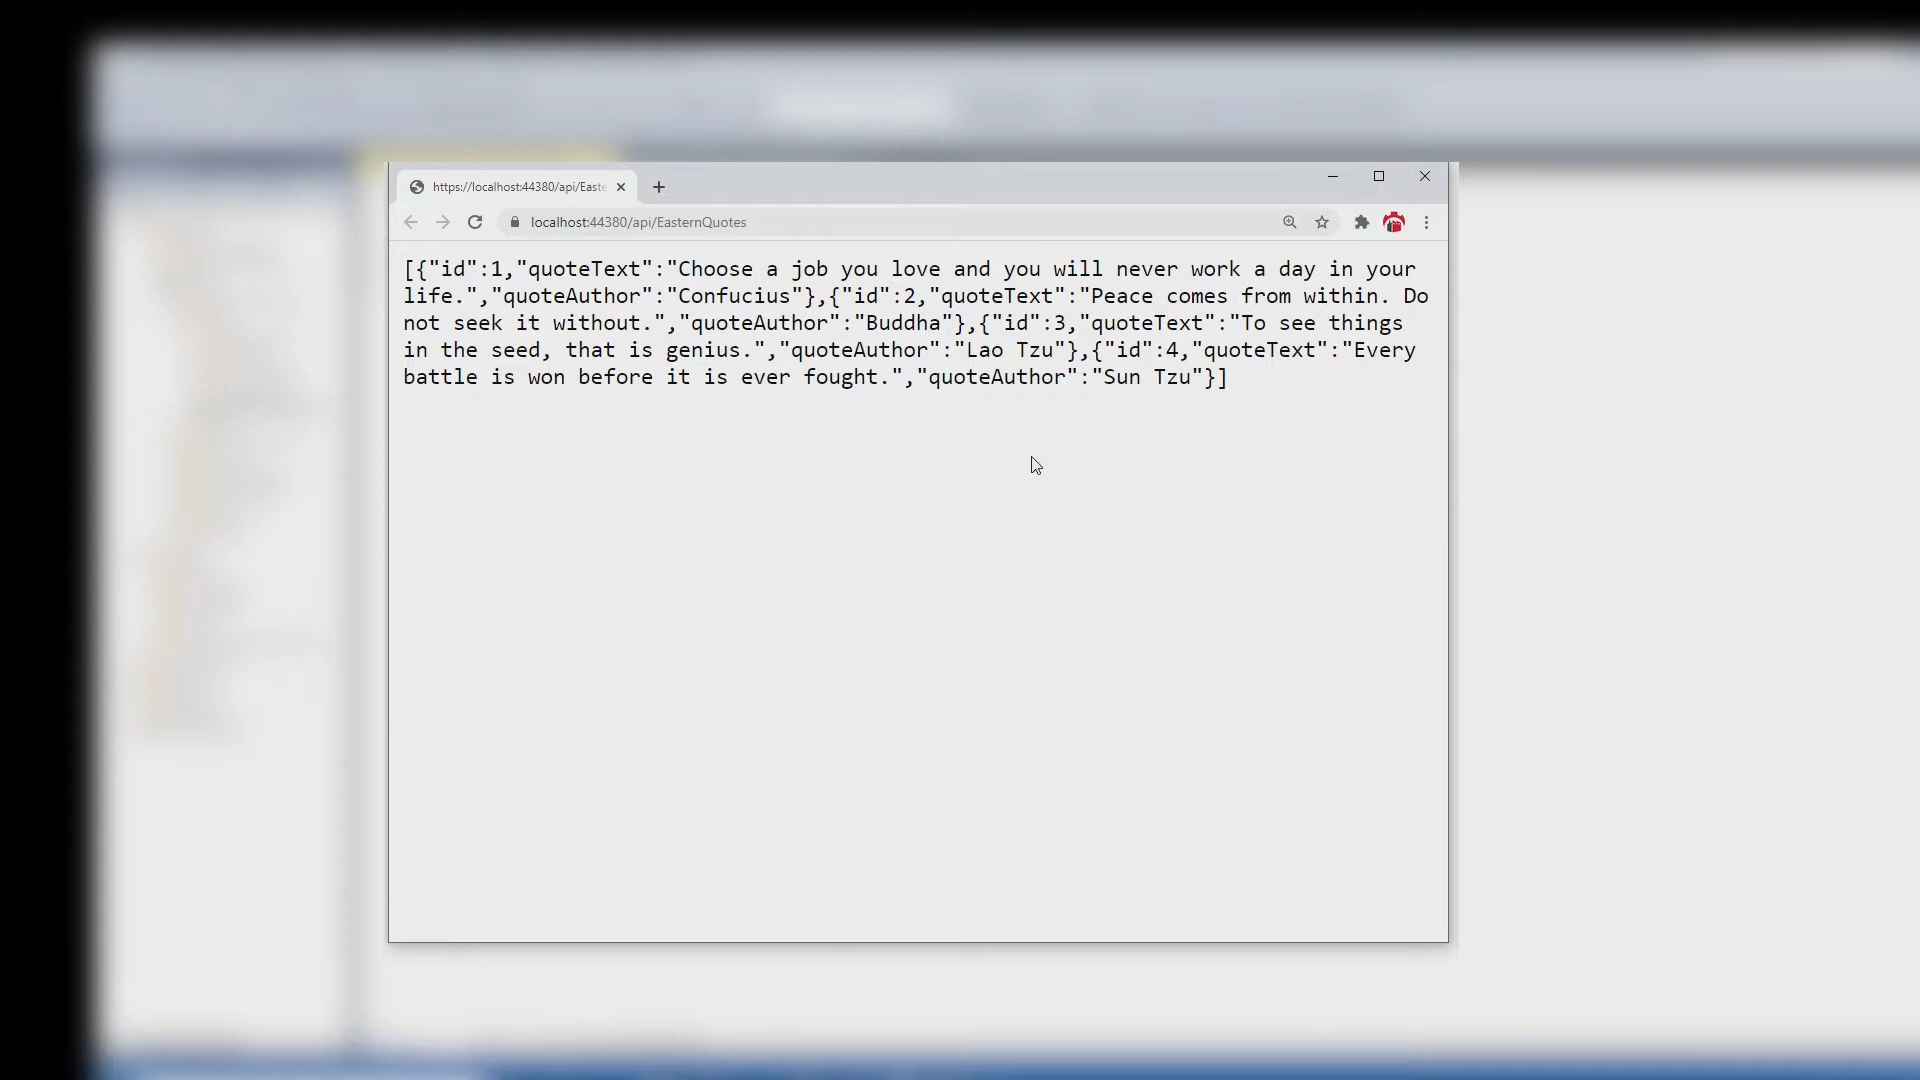 https://localhost:44380/api/Easte
localhost:44380/api/EasternQuotes
[{"id":1,"quoteText":"Choose a job you love and you will never work a day in your
life.","quoteAuthor":"Confucius"},{"id":2,"quoteText":"Peace comes from within. Do
not seek it without.","quoteAuthor":"Buddha"},{"id":3,"quoteText":"To see things
in the seed, that is genius.","quoteAuthor":"Lao Tzu"},{"id":4,"quoteText":"Every
battle is won before it is ever fought.","quoteAuthor":"Sun Tzu"}]